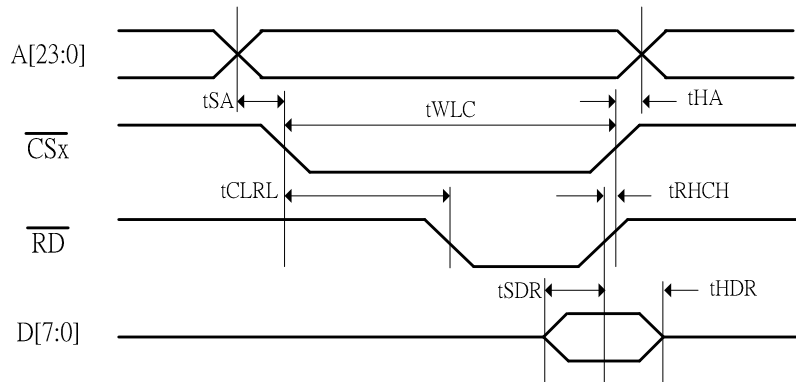 A[23:0]
tSA
tWLC
tHA
CSx
tCLRL
tRHCH
RD
tSDR
tHDR
D[7:0]